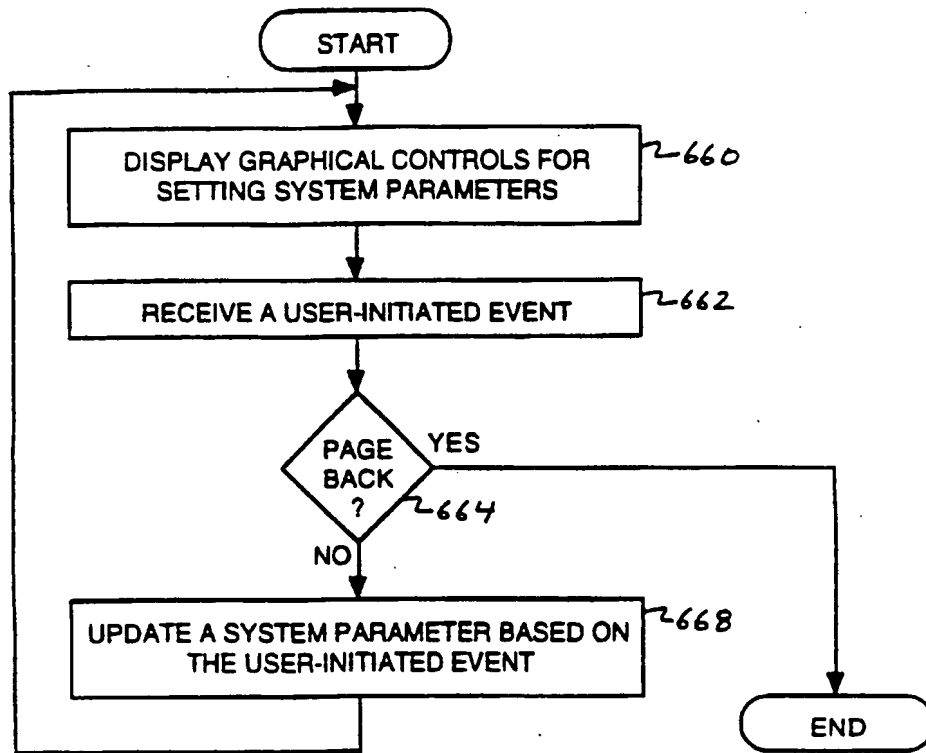 START
DISPLAY GRAPHICAL CONTROLS FOR
SETTING SYSTEM PARAMETERS
660
RECEIVE A USER-INITIATED EVENT
662
PAGE
BACK
?
YES
664
NO
UPDATE A SYSTEM PARAMETER BASED ON
THE USER-INITIATED EVENT
668
END